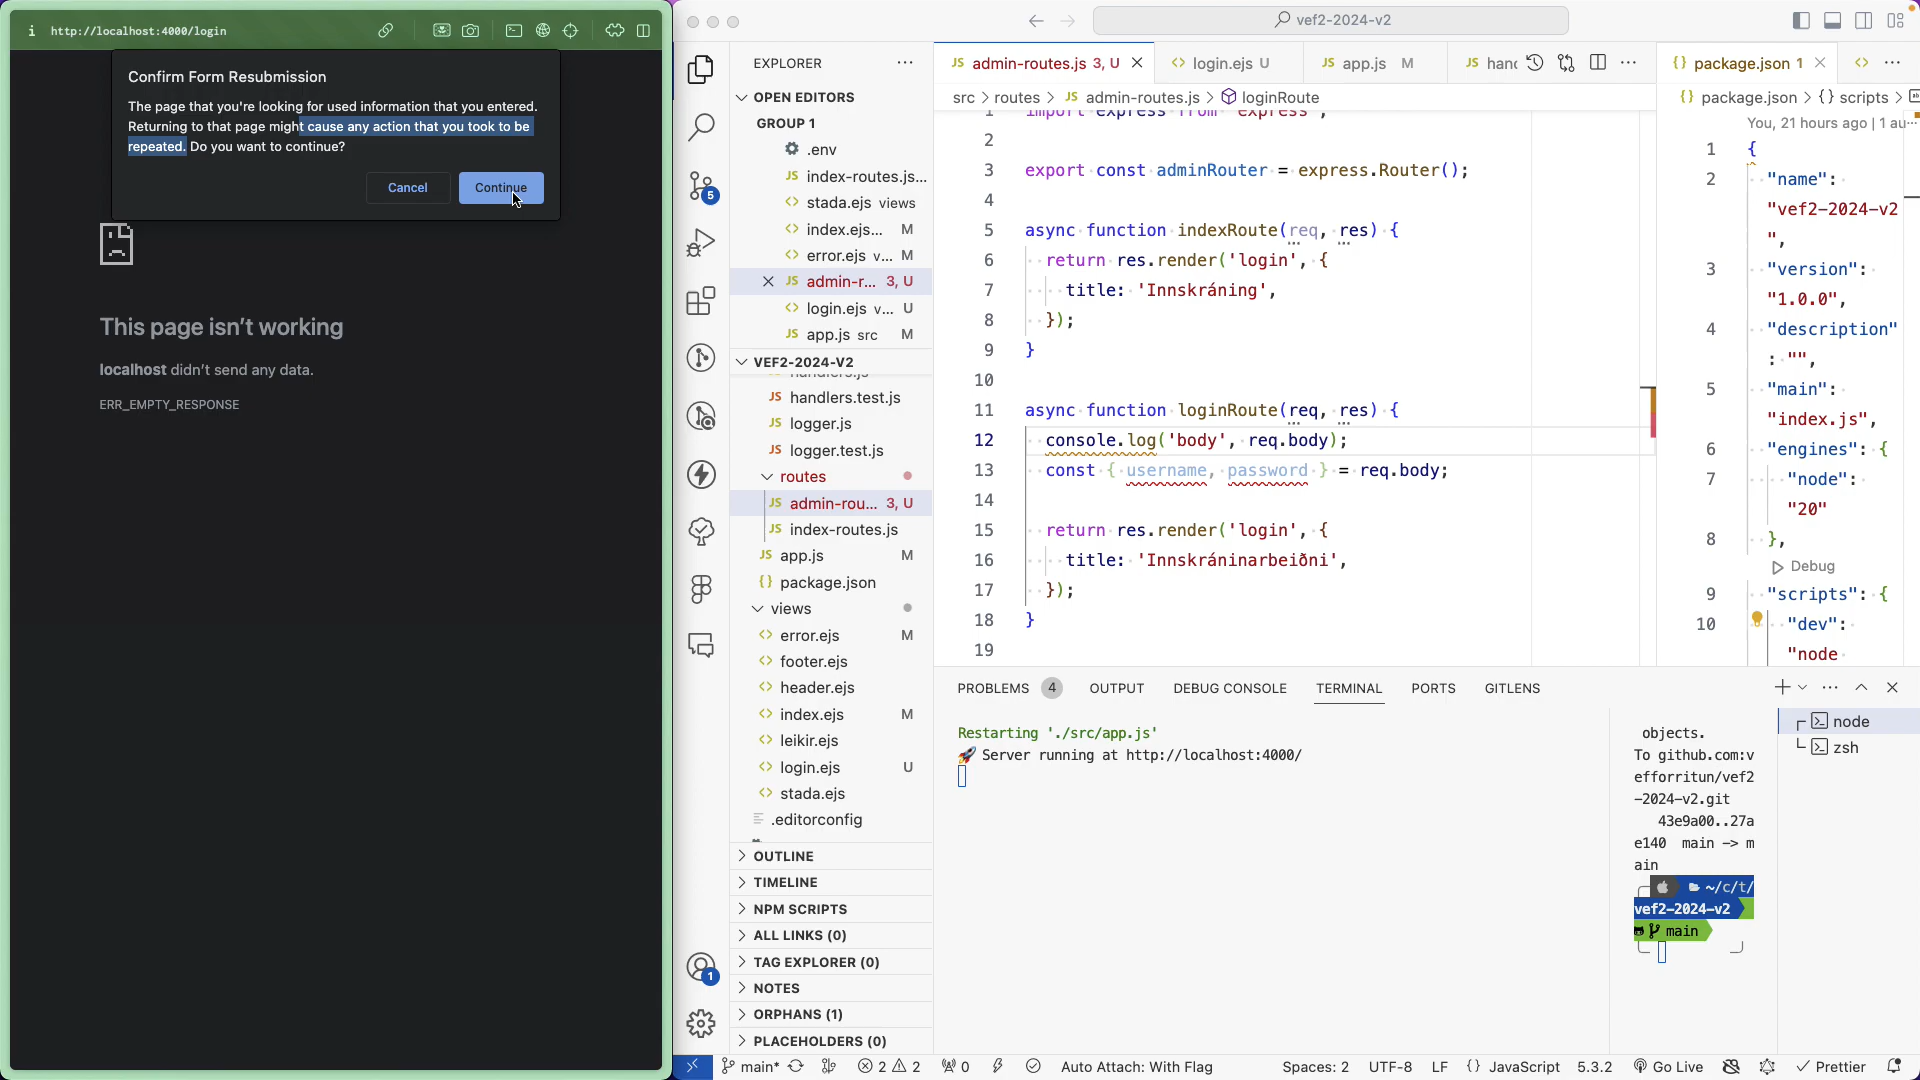 http://localhost:4000/login
Confirm Form Resubmission
The page that you're looking for used information that you entered.
Returning to that page might cause any action that you took to be
repeated. Do you want to continue?
Cancel
Continue
This page isn't working
localhost didn't send any data.
ERR_EMPTY_RESPONSE
vef2-2024-v2
EXPLORER
OPEN EDITORS
GROUP 1
.env
index-routes.js...
stada.ejs views
index.ejs... M
error.ejs v... M
admin-r... 3, U
login.ejs v... U
app.js src M
VEF2-2024-V2
handlers.js
handlers.test.js
logger.js
logger.test.js
routes
admin-rou... 3, U
index-routes.js
app.js M
package.json
views
error.ejs M
footer.ejs
header.ejs
index.ejs M
leikir.ejs
login.ejs U
stada.ejs
.editorconfig
OUTLINE
TIMELINE
NPM SCRIPTS
ALL LINKS (0)
TAG EXPLORER (0)
NOTES
ORPHANS (1)
PLACEHOLDERS (0)
5
1
JS admin-routes.js 3, U
login.ejs U
JS app.js M
JS hanc
src > routes > JS admin-routes.js > loginRoute
1 import express from 'express';
2
3 export const adminRouter = express.Router();
4
5 async function indexRoute(req, res) {
6 return res.render('login', {
7 title: 'Innskráning',
8 });
9 }
10
11 async function loginRoute(req, res) {
12 console.log('body', req.body);
13 const { username, password } = req.body;
14
15 return res.render('login', {
16 title: 'Innskráninarbeiðni',
17 });
18 }
19
{} package.json 1
{} package.json > {} scripts >
You, 21 hours ago | 1 au...
1 {
2 "name":
"vef2-2024-v2
",
3 "version":
"1.0.0",
4 "description"
: "",
5 "main":
"index.js",
6 "engines": {
7 "node":
"20"
8 },
Debug
9 "scripts": {
10 "dev":
"node
PROBLEMS 4
OUTPUT
DEBUG CONSOLE
TERMINAL
PORTS
GITLENS
Restarting './src/app.js'
🚀 Server running at http://localhost:4000/
objects.
To github.com:v
efforritun/vef2
-2024-v2.git
43e9a00..27a
e140 main -> m
ain
~/c/t/
vef2-2024-v2
main
node
zsh
main*
2
2
0
Auto Attach: With Flag
Spaces: 2
UTF-8
LF
{} JavaScript
5.3.2
Go Live
Prettier